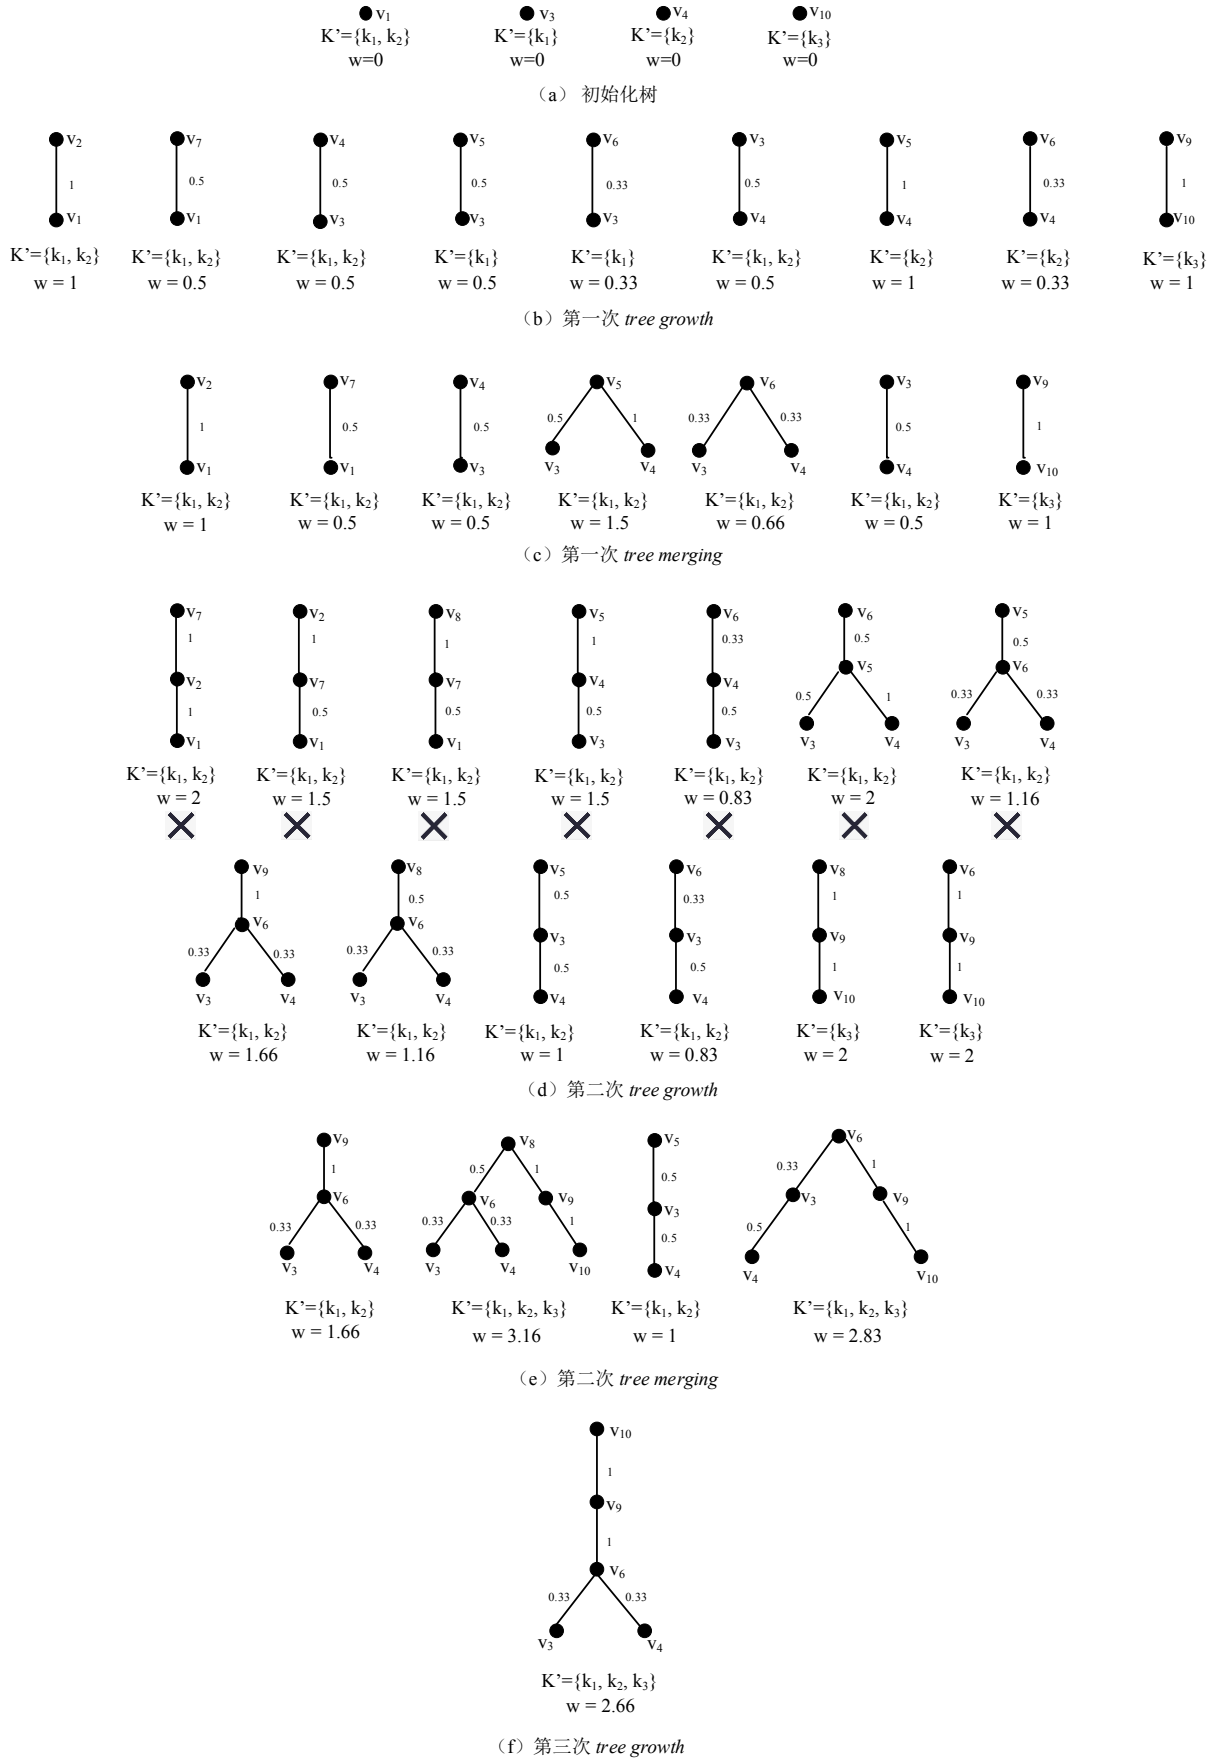 v₁ v₃ v₄ v₁₀
K’={k₁, k₂} K’={k₁} K’={k₂} K’={k₃}
w=0 w=0 w=0 w=0
（a） 初始化树
v₂ v₇ v₄ v₅ v₆ v₃ v₅ v₆ v₉
1 0.5 0.5 0.5 0.33 0.5 1 0.33 1
v₁ v₁ v₃ v₃ v₃ v₄ v₄ v₄ v₁₀
K’={k₁, k₂} K’={k₁, k₂} K’={k₁, k₂} K’={k₁} K’={k₁} K’={k₁, k₂} K’={k₂} K’={k₂} K’={k₃}
w = 1 w = 0.5 w = 0.5 w = 0.5 w = 0.33 w = 0.5 w = 1 w = 0.33 w = 1
（b）第一次 tree growth
v₂ v₇ v₄ v₅ v₆ v₃ v₉
1 0.5 0.5 0.5 1 0.33 0.33 0.5 1
v₁ v₁ v₃ v₃ v₄ v₃ v₄ v₄ v₁₀
K’={k₁, k₂} K’={k₁, k₂} K’={k₁, k₂} K’={k₁, k₂} K’={k₁, k₂} K’={k₁, k₂} K’={k₃}
w = 1 w = 0.5 w = 0.5 w = 1.5 w = 0.66 w = 0.5 w = 1
（c）第一次 tree merging
v₇ v₂ v₈ v₅ v₆ v₆ v₅
1 1 1 1 0.33 0.5 0.5
v₂ v₇ v₇ v₄ v₄ v₅ v₆
1 0.5 0.5 0.5 0.5 0.5 1 0.33 0.33
v₁ v₁ v₁ v₃ v₃ v₃ v₄ v₃ v₄
K’={k₁, k₂} K’={k₁, k₂} K’={k₁, k₂} K’={k₁, k₂} K’={k₁, k₂} K’={k₁, k₂} K’={k₁, k₂}
w = 2 w = 1.5 w = 1.5 w = 1.5 w = 0.83 w = 2 w = 1.16
v₉ v₈ v₅ v₆ v₈ v₆
1 0.5 0.5 0.33 1 1
v₆ v₆ v₃ v₃ v₉ v₉
0.33 0.33 0.33 0.33 0.5 0.5 1 1
v₃ v₄ v₃ v₄ v₄ v₄ v₁₀ v₁₀
K’={k₁, k₂} K’={k₁, k₂} K’={k₁, k₂} K’={k₁, k₂} K’={k₃} K’={k₃}
w = 1.66 w = 1.16 w = 1 w = 0.83 w = 2 w = 2
（d）第二次 tree growth
v₉ v₈ v₅ v₆
1 0.5 1 0.5 0.33 1
v₆ v₆ v₉ v₃ v₃ v₉
0.33 0.33 0.33 0.33 1 0.5 0.5 1
v₃ v₄ v₃ v₄ v₁₀ v₄ v₄ v₁₀
K’={k₁, k₂} K’={k₁, k₂, k₃} K’={k₁, k₂} K’={k₁, k₂, k₃}
w = 1.66 w = 3.16 w = 1 w = 2.83
（e）第二次 tree merging
v₁₀
1
v₉
1
v₆
0.33 0.33
v₃ v₄
K’={k₁, k₂, k₃}
w = 2.66
（f）第三次 tree growth